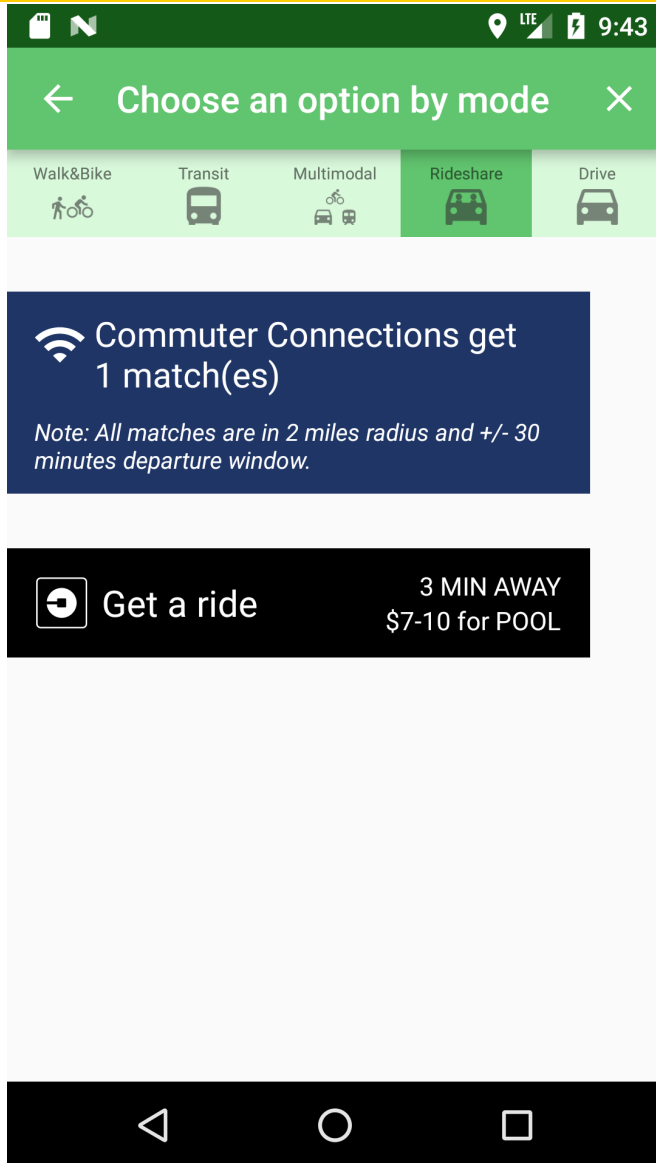 LTE 9:43
Choose an option by mode
Walk&Bike Transit Multimodal Rideshare Drive
Commuter Connections get
1 match(es)
Note: All matches are in 2 miles radius and +/- 30
minutes departure window.
Get a ride
3 MIN AWAY
$7-10 for POOL